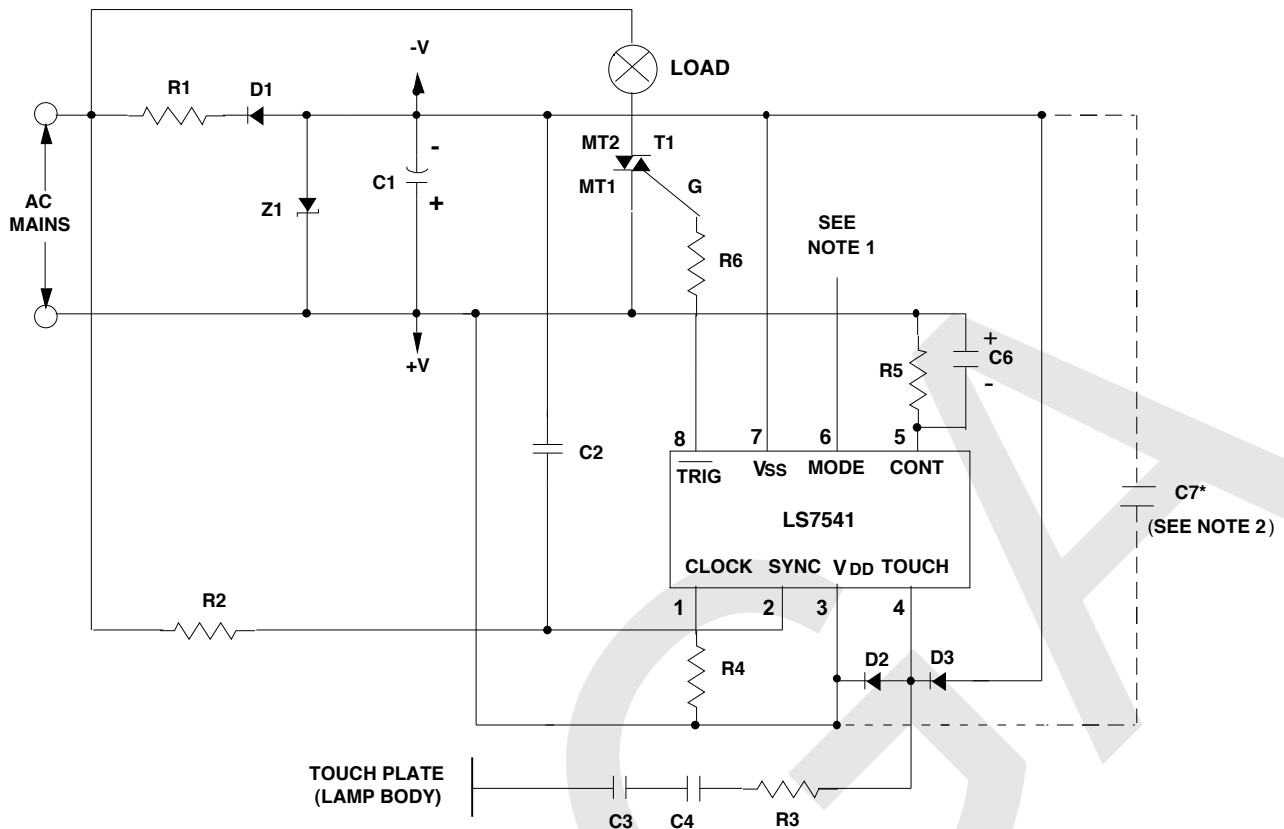 -V
LOAD
R1
D1
MT2
T1
-
C1
+
MT1
G
AC
MAINS
Z1
SEE
NOTE 1
R6
+V
R5
+
C6
-
C2
8
7
6
5
TRIG
VSS
MODE
CONT
C7*
(SEE NOTE 2)
LS7541
CLOCK
SYNC
VDD
TOUCH
R2
1
2
3
4
R4
D2
D3
TOUCH PLATE
(LAMP BODY)
C3
C4
R3
GA